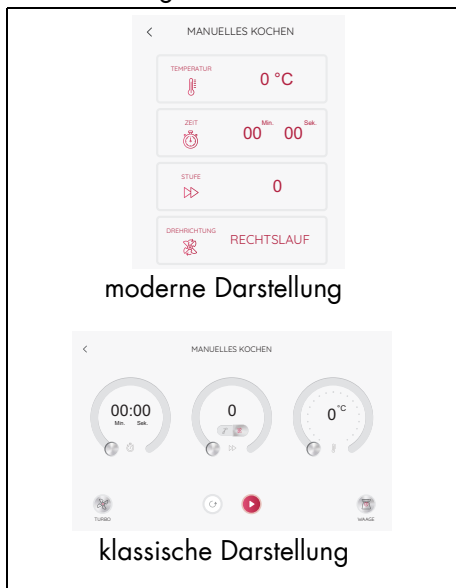 MANUELLES KOCHEN
TEMPERATUR
0 °C
ZEIT
00 Min. 00 Sek.
STUFE
0
DREHRICHTUNG
RECHTSLAUF
moderne Darstellung
MANUELLES KOCHEN
00:00
Min. Sek.
0
0°C
TURBO
WAAGE
klassische Darstellung